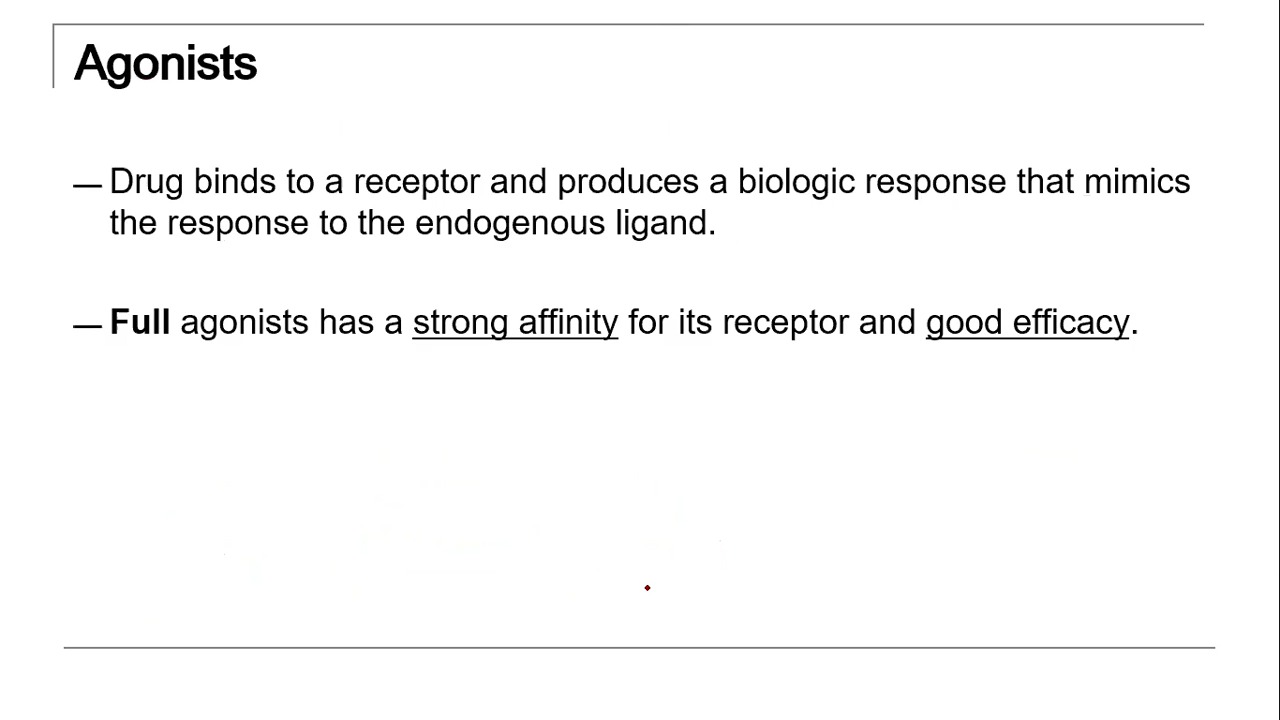 Agonists
— Drug binds to a receptor and produces a biologic response that mimics
the response to the endogenous ligand.
— Full agonists has a strong affinity for its receptor and good efficacy.